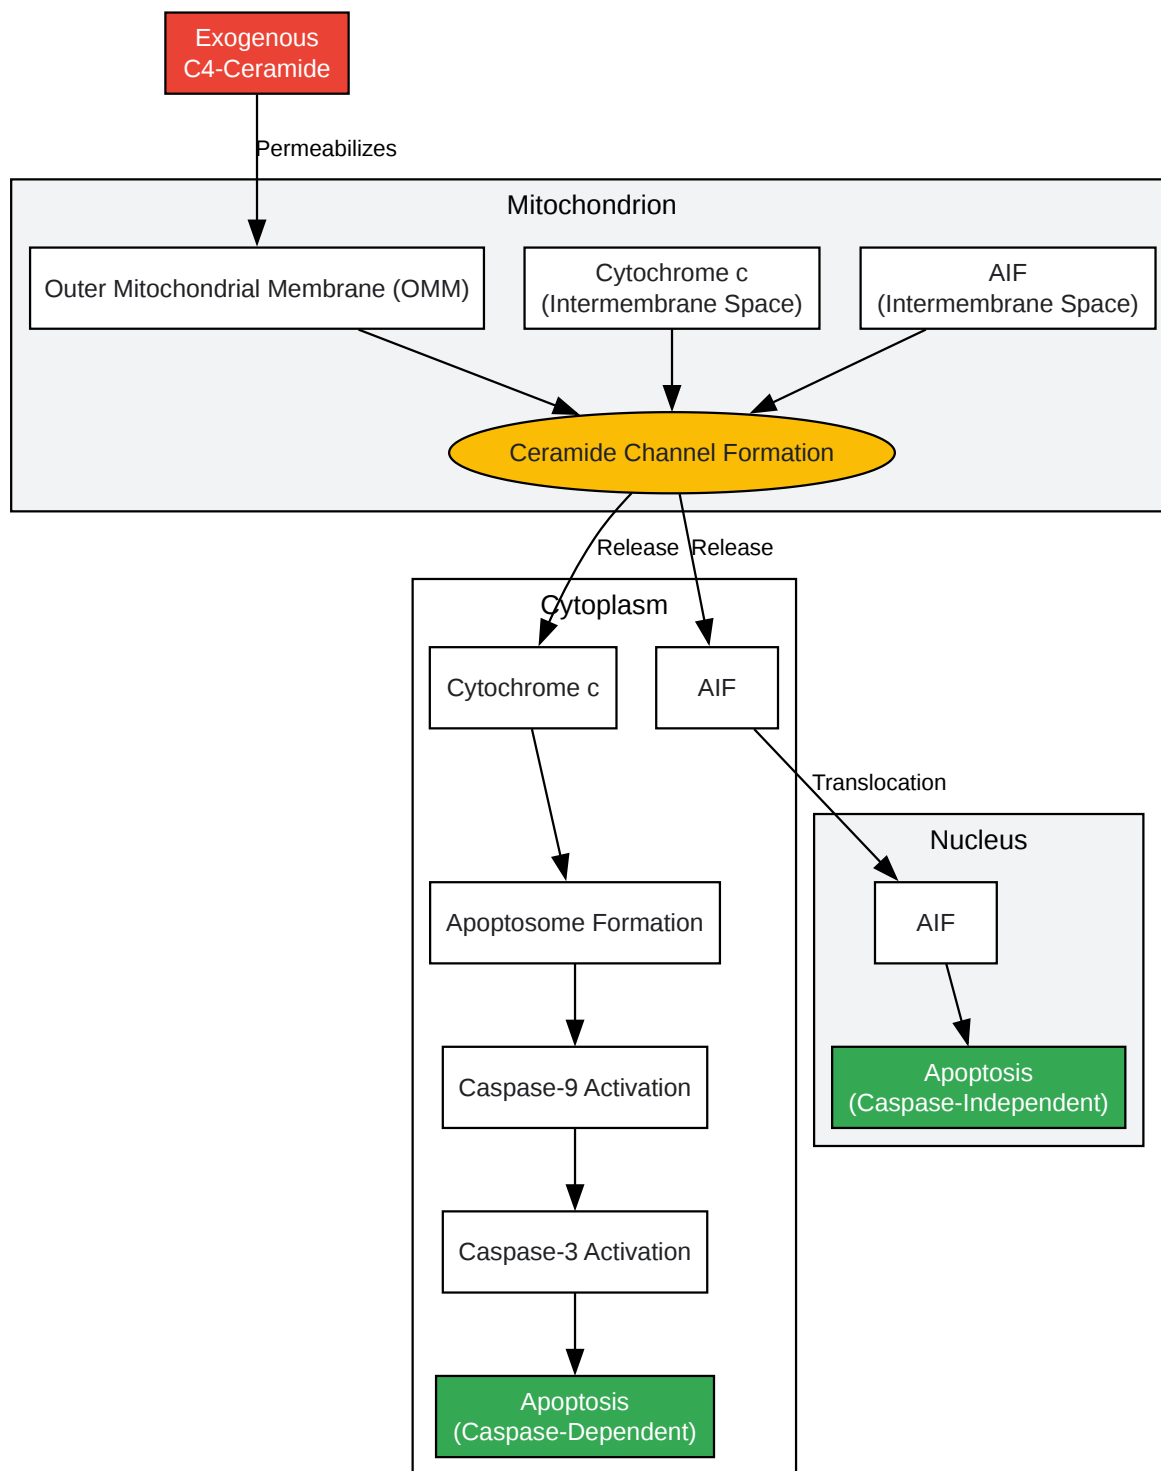 Exogenous
C4-Ceramide
Permeabilizes
Mitochondrion
Outer Mitochondrial Membrane (OMM)
Cytochrome c
(Intermembrane Space)
AIF
(Intermembrane Space)
Ceramide Channel Formation
Release
Release
Cytoplasm
Cytochrome c
AIF
Translocation
Nucleus
Apoptosome Formation
AIF
Caspase-9 Activation
Apoptosis
(Caspase-Independent)
Caspase-3 Activation
Apoptosis
(Caspase-Dependent)